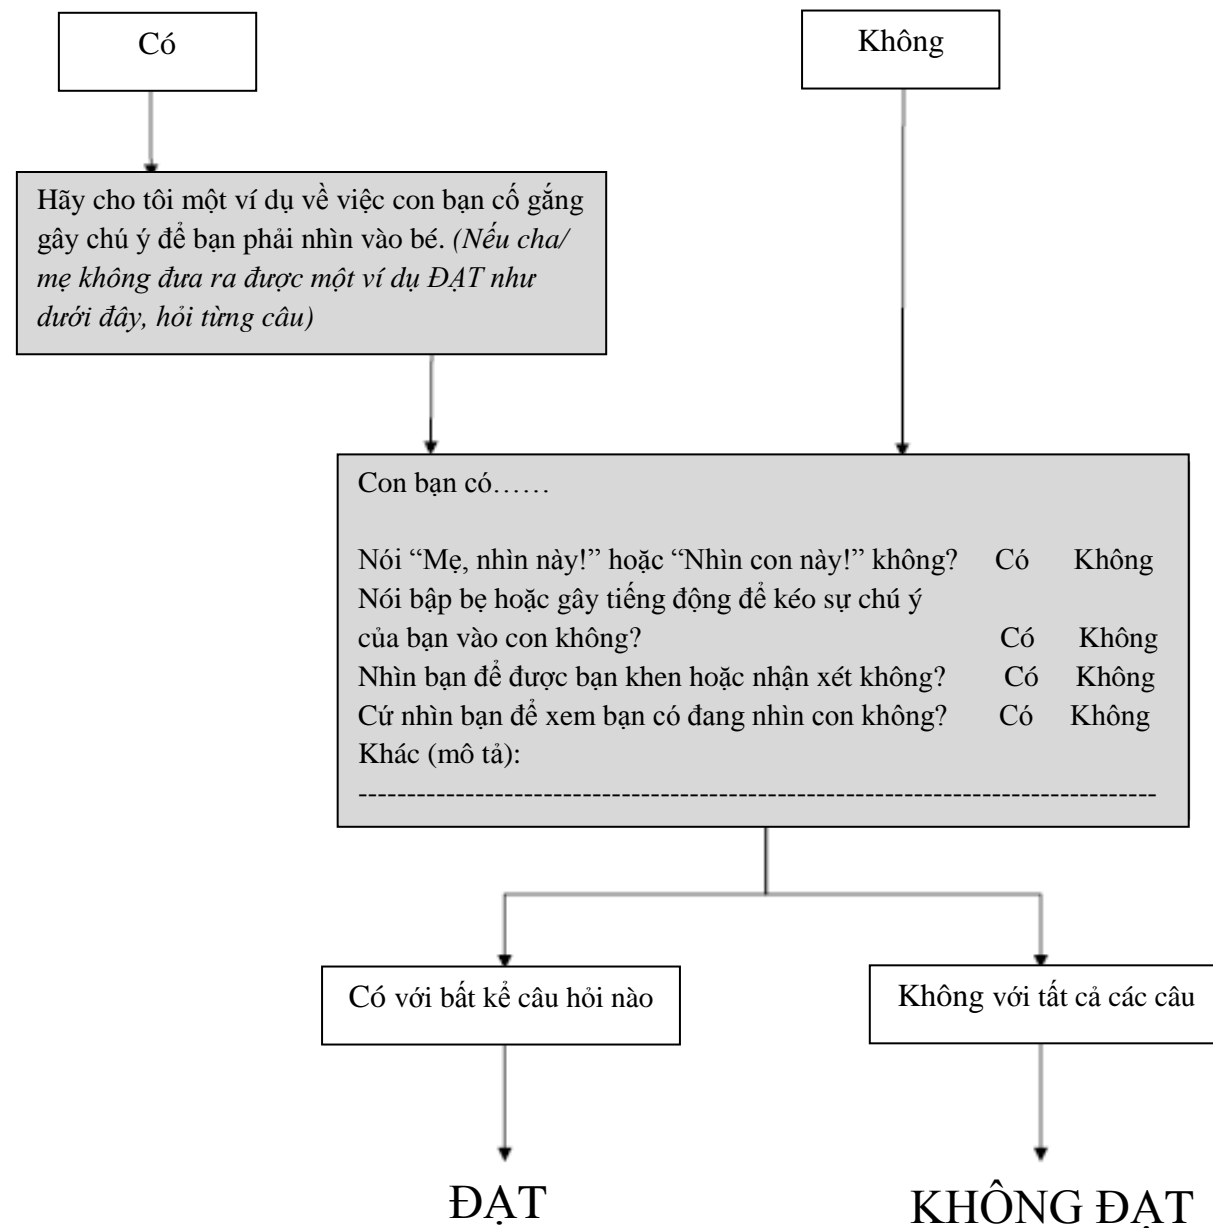 Có
Không
Hãy cho tôi một ví dụ về việc con bạn cố gắng
gây chú ý để bạn phải nhìn vào bé. (Nếu cha/
mẹ không đưa ra được một ví dụ ĐẠT như
dưới đây, hỏi từng câu)
Con bạn có……
Nói “Mẹ, nhìn này!” hoặc “Nhìn con này!” không? Có Không
Nói bập bẹ hoặc gây tiếng động để kéo sự chú ý
của bạn vào con không? Có Không
Nhìn bạn để được bạn khen hoặc nhận xét không? Có Không
Cứ nhìn bạn để xem bạn có đang nhìn con không? Có Không
Khác (mô tả):
-----------------------------------------------------------------------------------
Có với bất kể câu hỏi nào
Không với tất cả các câu
ĐẠT
KHÔNG ĐẠT